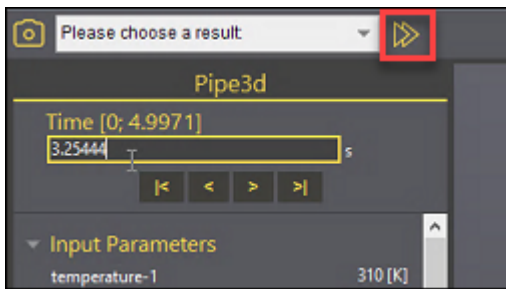 Please choose a result:
Pipe3d
Time [0; 4.9971]
3.25444 s
|< < > >|
Input Parameters
temperature-1 310 [K]